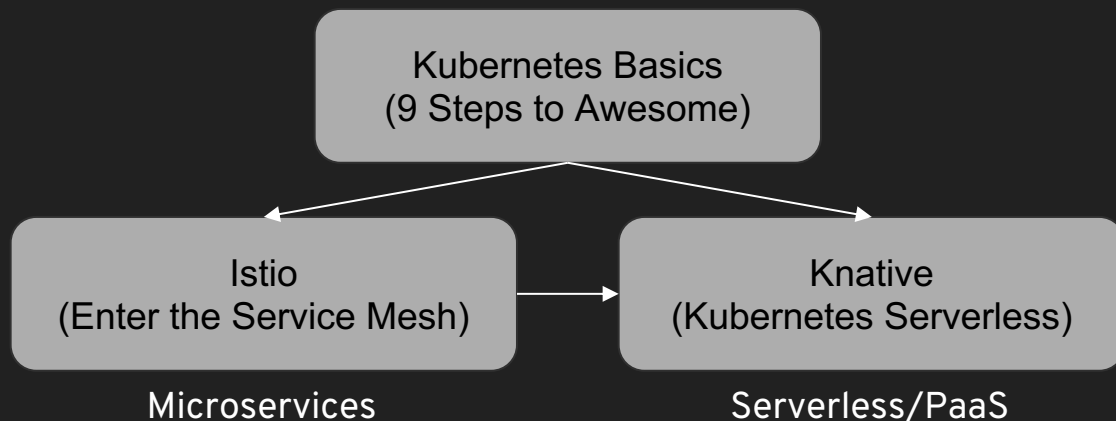 Kubernetes Basics
(9 Steps to Awesome)
Istio
(Enter the Service Mesh)
Knative
(Kubernetes Serverless)
Microservices
Serverless/PaaS